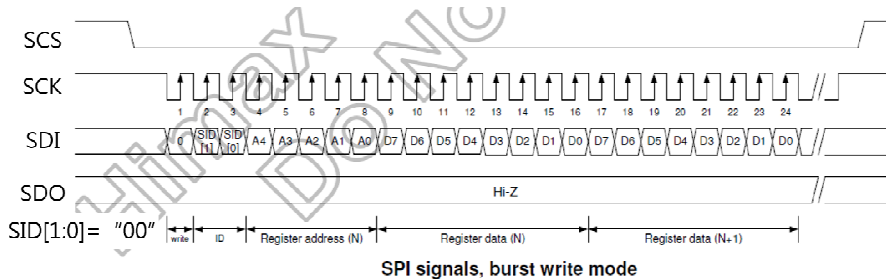 SCS
SCK
1 2 3 4 5 6 7 8 9 10 11 12 13 14 15 16 17 18 19 20 21 22 23 24
SDI 0 SID [1] SID [0] A4 A3 A2 A1 A0 D7 D6 D5 D4 D3 D2 D1 D0 D7 D6 D5 D4 D3 D2 D1 D0
SDO Hi-Z
SID[1:0]= "00" write ID Register address (N) Register data (N) Register data (N+1)
SPI signals, burst write mode
Himax
Do No